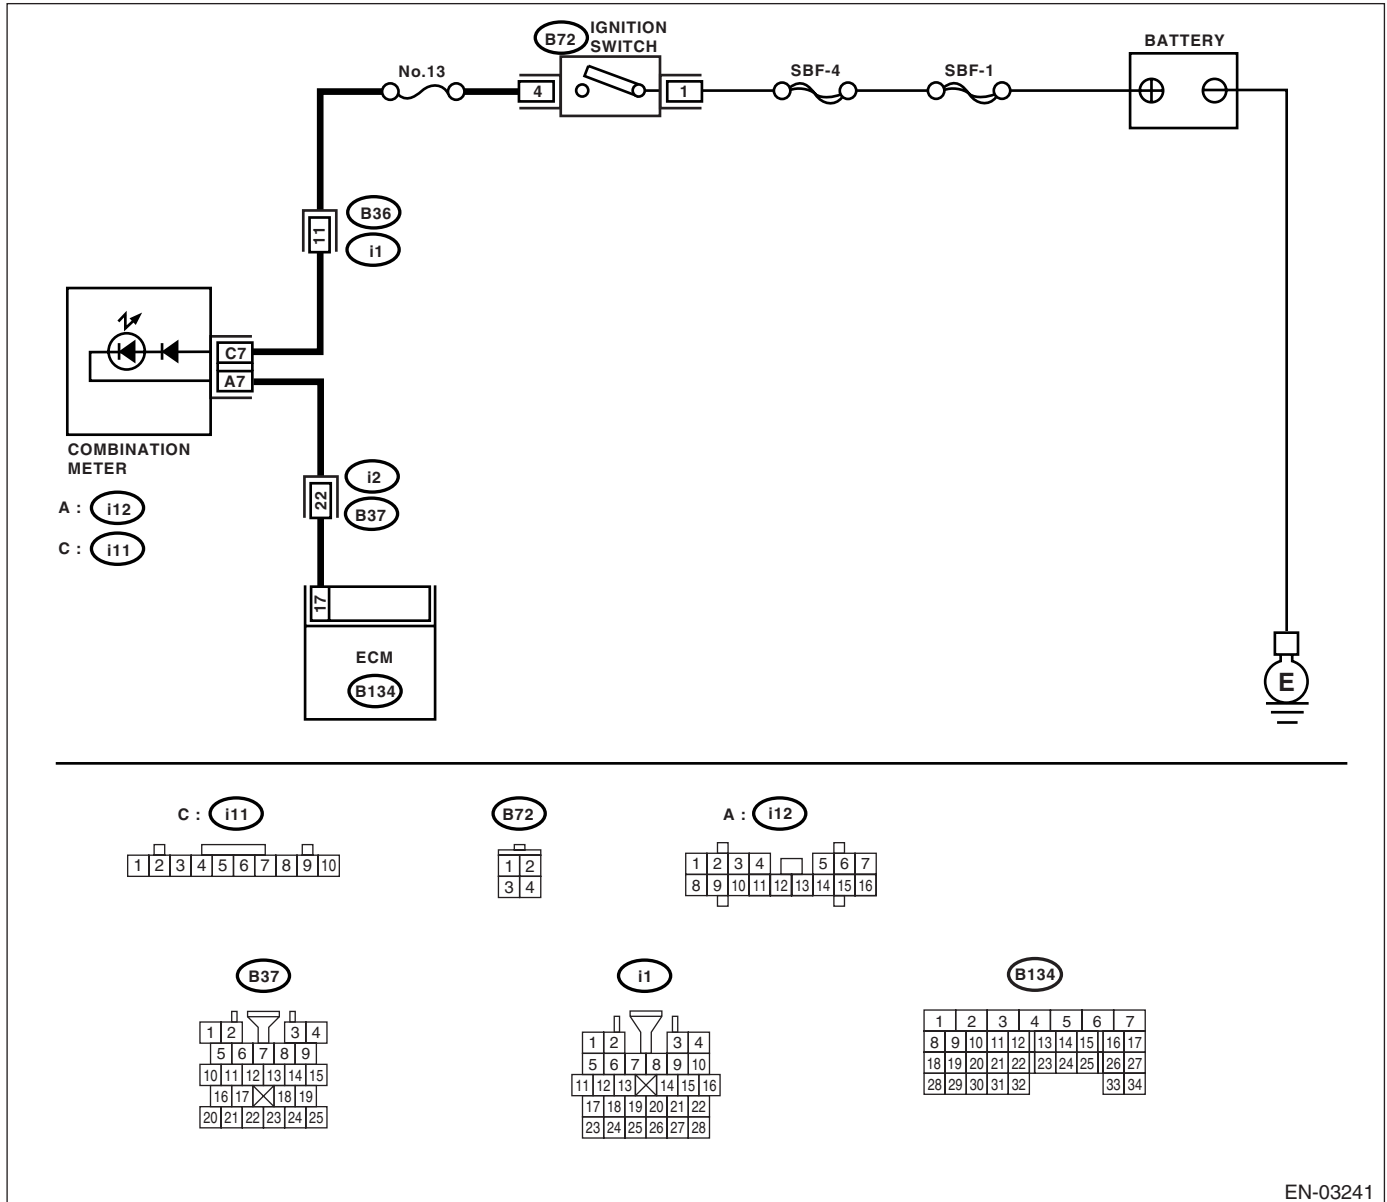 IGNITION
SWITCH
B72
BATTERY
No.13
SBF-4
SBF-1
4
1
11
B36
i1
C7
A7
COMBINATION
METER
A : i12
C : i11
22
i2
B37
17
ECM
B134
E
C : i11
B72
A : i12
1 2 3 4 5 6 7 8 9 10
1 2
3 4
1 2 3 4 5 6 7
8 9 10 11 12 13 14 15 16
B37
i1
B134
1 2 3 4
5 6 7 8 9
10 11 12 13 14 15
16 17 18 19
20 21 22 23 24 25
1 2 3 4
5 6 7 8 9 10
11 12 13 14 15 16
17 18 19 20 21 22
23 24 25 26 27 28
1 2 3 4 5 6 7
8 9 10 11 12 13 14 15 16 17
18 19 20 21 22 23 24 25 26 27
28 29 30 31 32 33 34
EN-03241